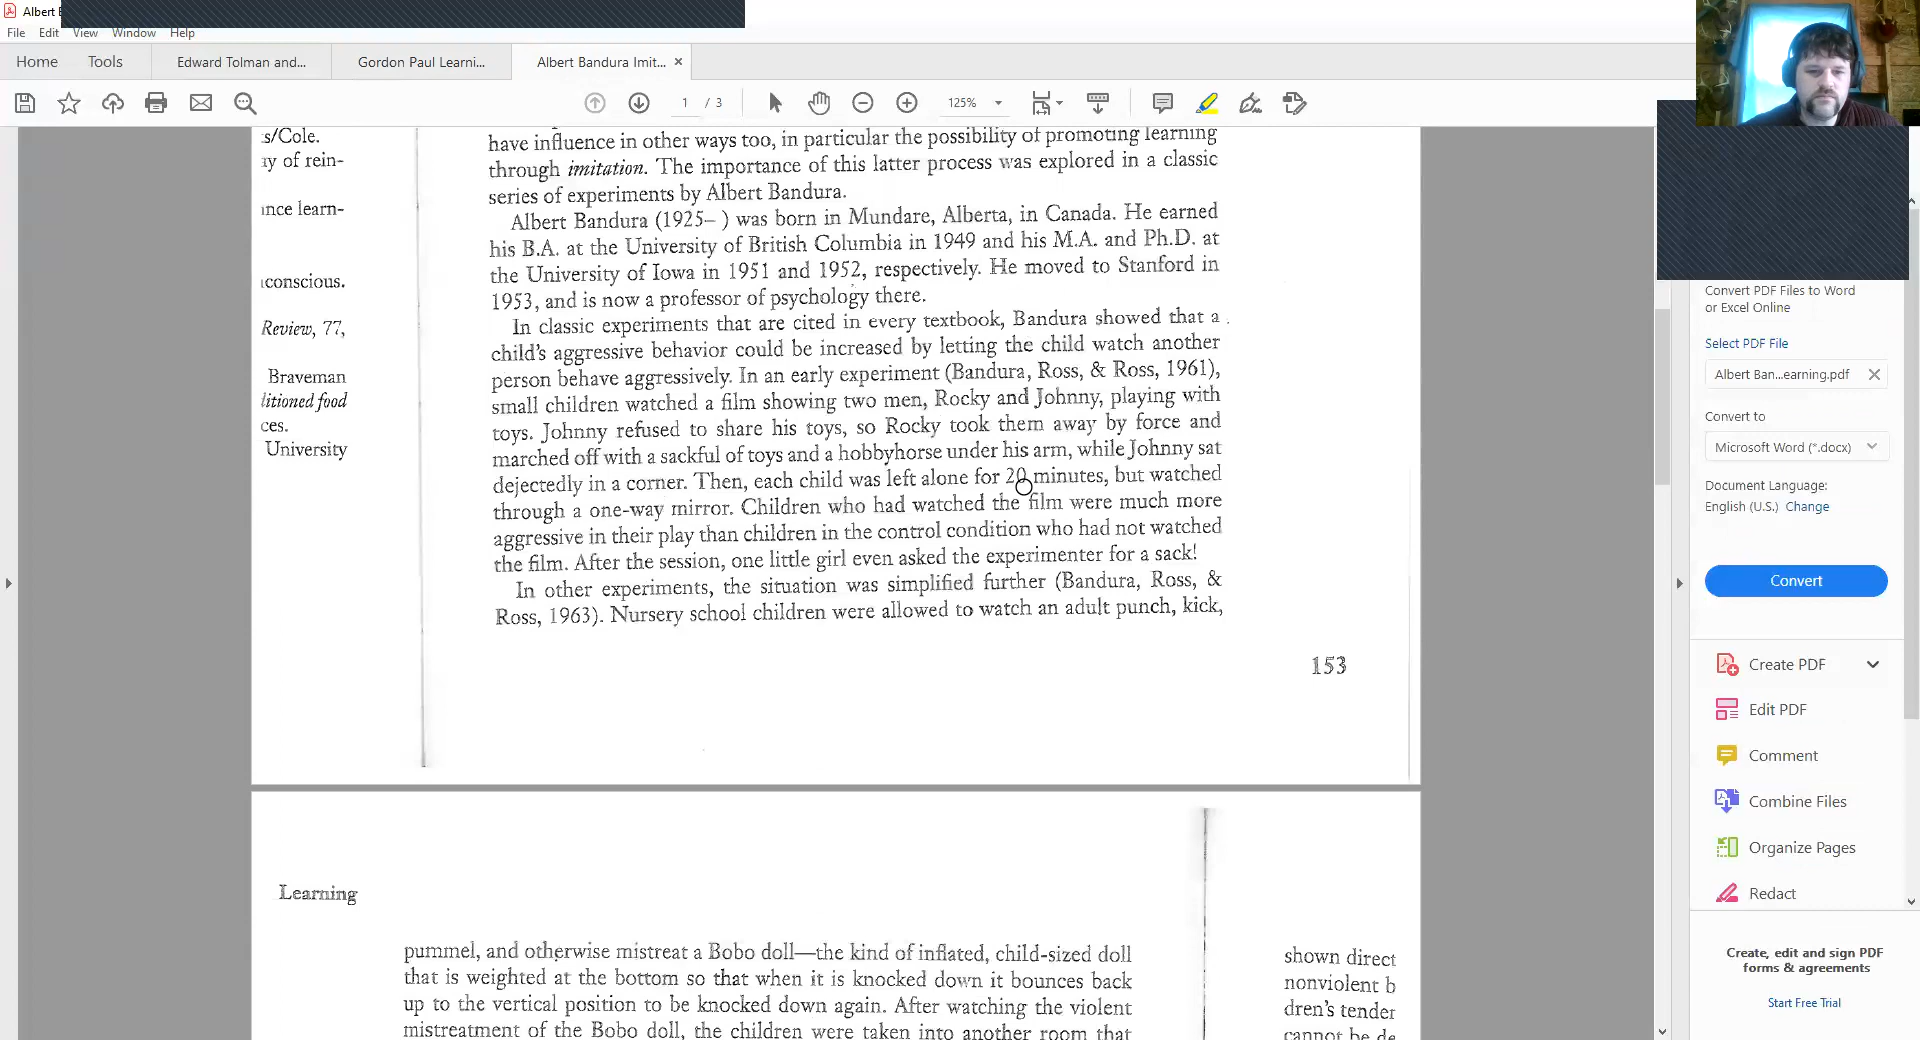 Albert
File Edit View Window Help
Home Tools Edward Tolman and... Gordon Paul Learni... Albert Bandura Imit... ×
1 / 3 125%
s/Cole.
ay of rein-
ance learn-
conscious.
Review, 77,
Braveman
litioned food
ces.
University
have influence in other ways too, in particular the possibility of promoting learning
through imitation. The importance of this latter process was explored in a classic
series of experiments by Albert Bandura.
Albert Bandura (1925– ) was born in Mundare, Alberta, in Canada. He earned
his B.A. at the University of British Columbia in 1949 and his M.A. and Ph.D. at
the University of Iowa in 1951 and 1952, respectively. He moved to Stanford in
1953, and is now a professor of psychology there.
In classic experiments that are cited in every textbook, Bandura showed that a
child's aggressive behavior could be increased by letting the child watch another
person behave aggressively. In an early experiment (Bandura, Ross, & Ross, 1961),
small children watched a film showing two men, Rocky and Johnny, playing with
toys. Johnny refused to share his toys, so Rocky took them away by force and
marched off with a sackful of toys and a hobbyhorse under his arm, while Johnny sat
dejectedly in a corner. Then, each child was left alone for 20 minutes, but watched
through a one-way mirror. Children who had watched the film were much more
aggressive in their play than children in the control condition who had not watched
the film. After the session, one little girl even asked the experimenter for a sack!
In other experiments, the situation was simplified further (Bandura, Ross, &
Ross, 1963). Nursery school children were allowed to watch an adult punch, kick,
153
Learning
pummel, and otherwise mistreat a Bobo doll—the kind of inflated, child-sized doll
that is weighted at the bottom so that when it is knocked down it bounces back
up to the vertical position to be knocked down again. After watching the violent
mistreatment of the Bobo doll, the children were taken into another room that
shown direct
nonviolent b
dren's tender
cannot be de
Convert PDF Files to Word
or Excel Online
Select PDF File
Albert Ban...earning.pdf ×
Convert to
Microsoft Word (*.docx)
Document Language:
English (U.S.) Change
Convert
Create PDF
Edit PDF
Comment
Combine Files
Organize Pages
Redact
Create, edit and sign PDF
forms & agreements
Start Free Trial